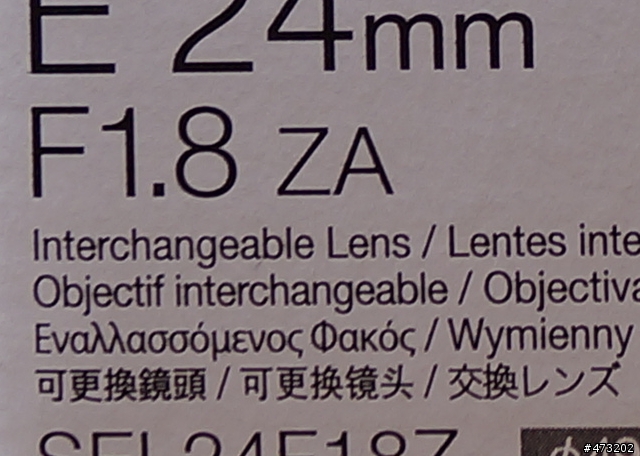 E 24mm
F1.8 ZA
Interchangeable Lens / Lentes inte
Objectif interchangeable / Objectiva
Εναλλασσόμενος Φακός / Wymienny
可更換鏡頭 / 可更换镜头 / 交換レンズ
SEL24F18Z
#473202